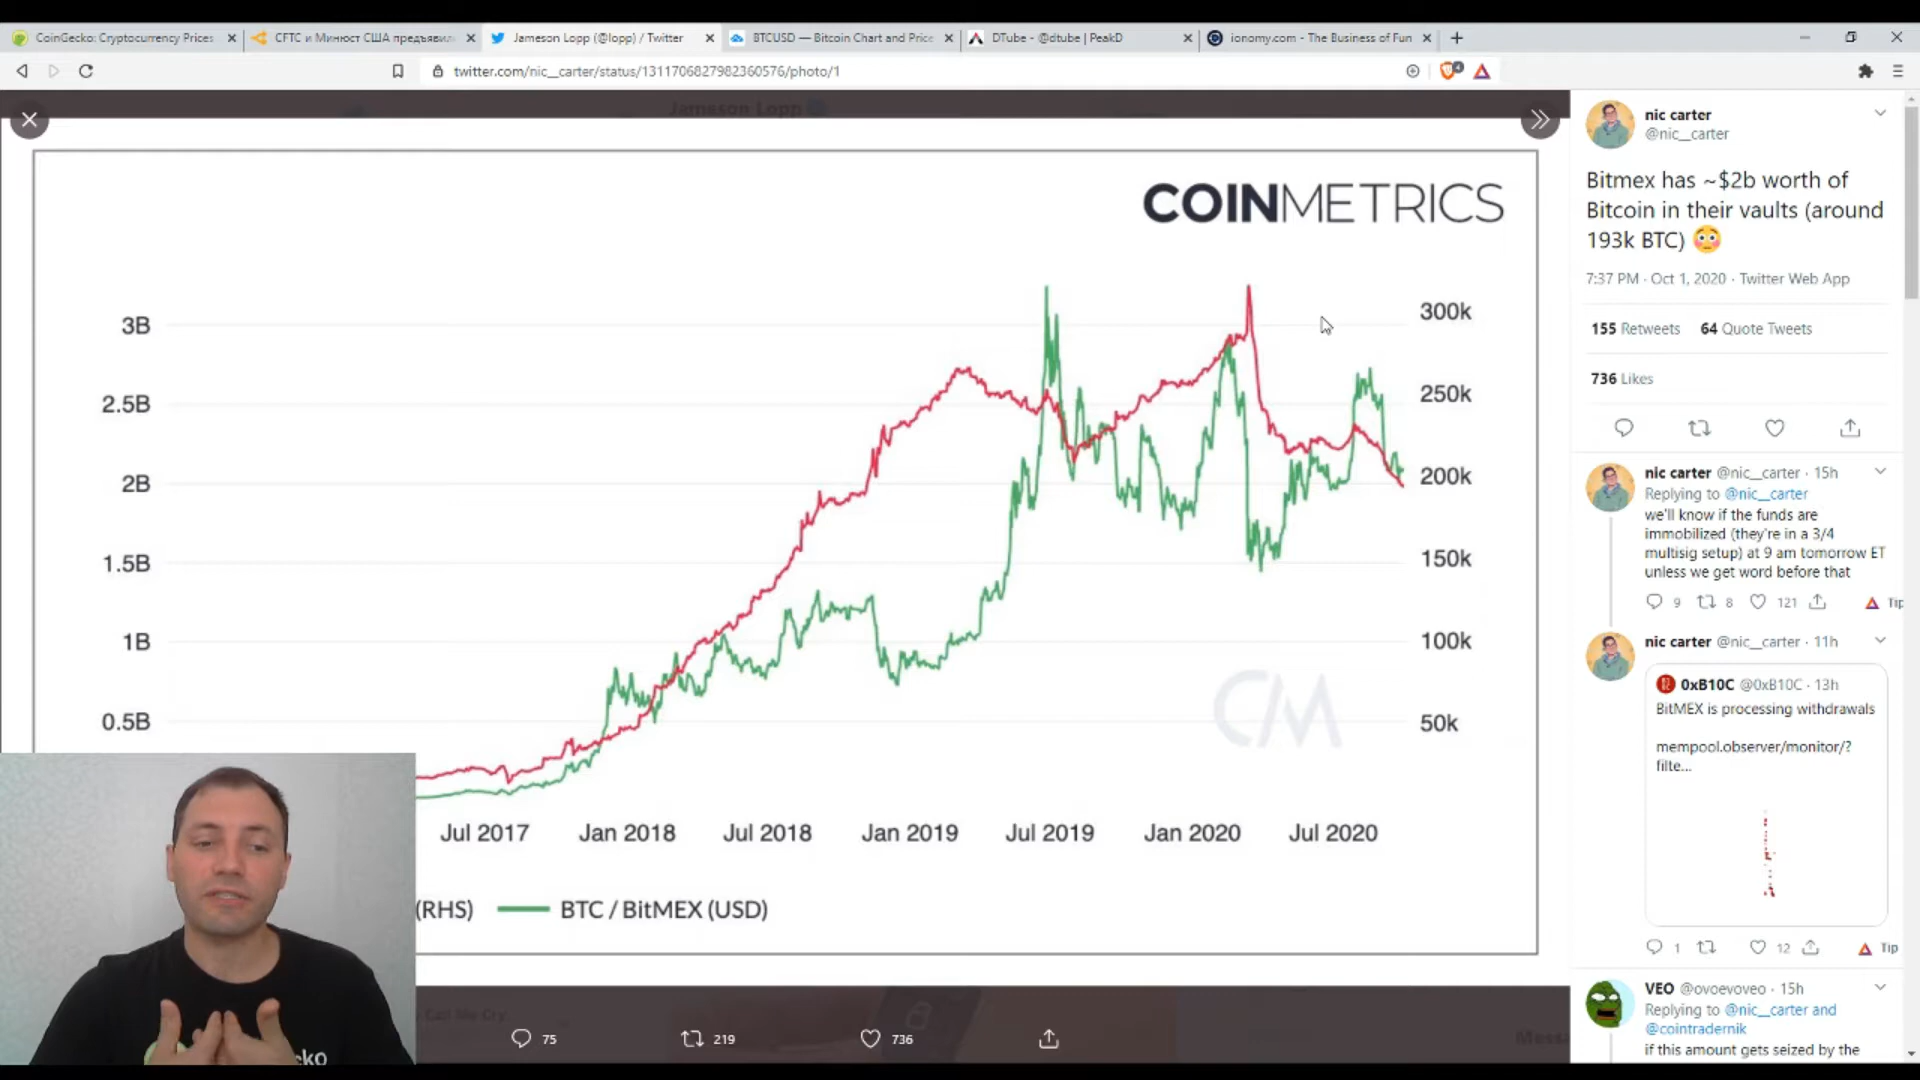 CoinGecko: Cryptocurrency Prices
CFTC и Минюст США предъявил
Jameson Lopp (@lopp) / Twitter
BTCUSD — Bitcoin Chart and Price
DTube - @dtube | PeakD
ionomy.com - The Business of Fun
twitter.com/nic__carter/status/1311706827982360576/photo/1
Jameson Lopp
COINMETRICS
3B
2.5B
2B
1.5B
1B
0.5B
300k
250k
200k
150k
100k
50k
CM
Jul 2017
Jan 2018
Jul 2018
Jan 2019
Jul 2019
Jan 2020
Jul 2020
(RHS)
BTC / BitMEX (USD)
75
219
736
nic carter
@nic__carter
Bitmex has ~$2b worth of
Bitcoin in their vaults (around
193k BTC) 😳
7:37 PM · Oct 1, 2020 · Twitter Web App
155 Retweets 64 Quote Tweets
736 Likes
nic carter @nic__carter · 15h
Replying to @nic__carter
we'll know if the funds are
immobilized (they're in a 3/4
multisig setup) at 9 am tomorrow ET
unless we get word before that
9 8 121 Tip
nic carter @nic__carter · 11h
0xB10C @0xB10C · 13h
BitMEX is processing withdrawals
mempool.observer/monitor/?
filte...
1 12 Tip
VEO @ovoevoveo · 15h
Replying to @nic__carter and
@cointradernik
if this amount gets seized by the